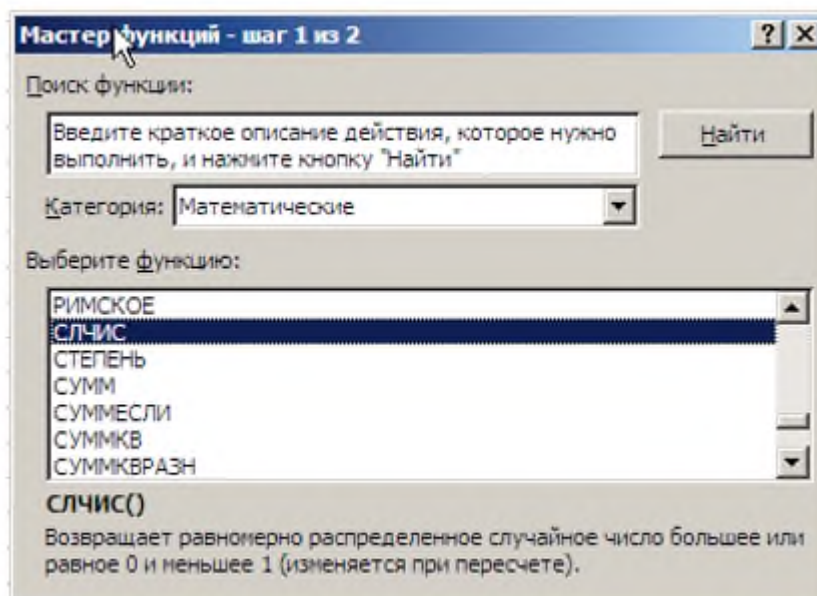 Мастер функций - шаг 1 из 2
Поиск функции:
Введите краткое описание действия, которое нужно
выполнить, и нажмите кнопку "Найти"
Найти
Категория: Математические
Выберите функцию:
РИМСКОЕ
СЛЧИС
СТЕПЕНЬ
СУММ
СУММЕСЛИ
СУММКВ
СУММКВРАЗН
СЛЧИС()
Возвращает равномерно распределенное случайное число большее или
равное 0 и меньшее 1 (изменяется при пересчете).